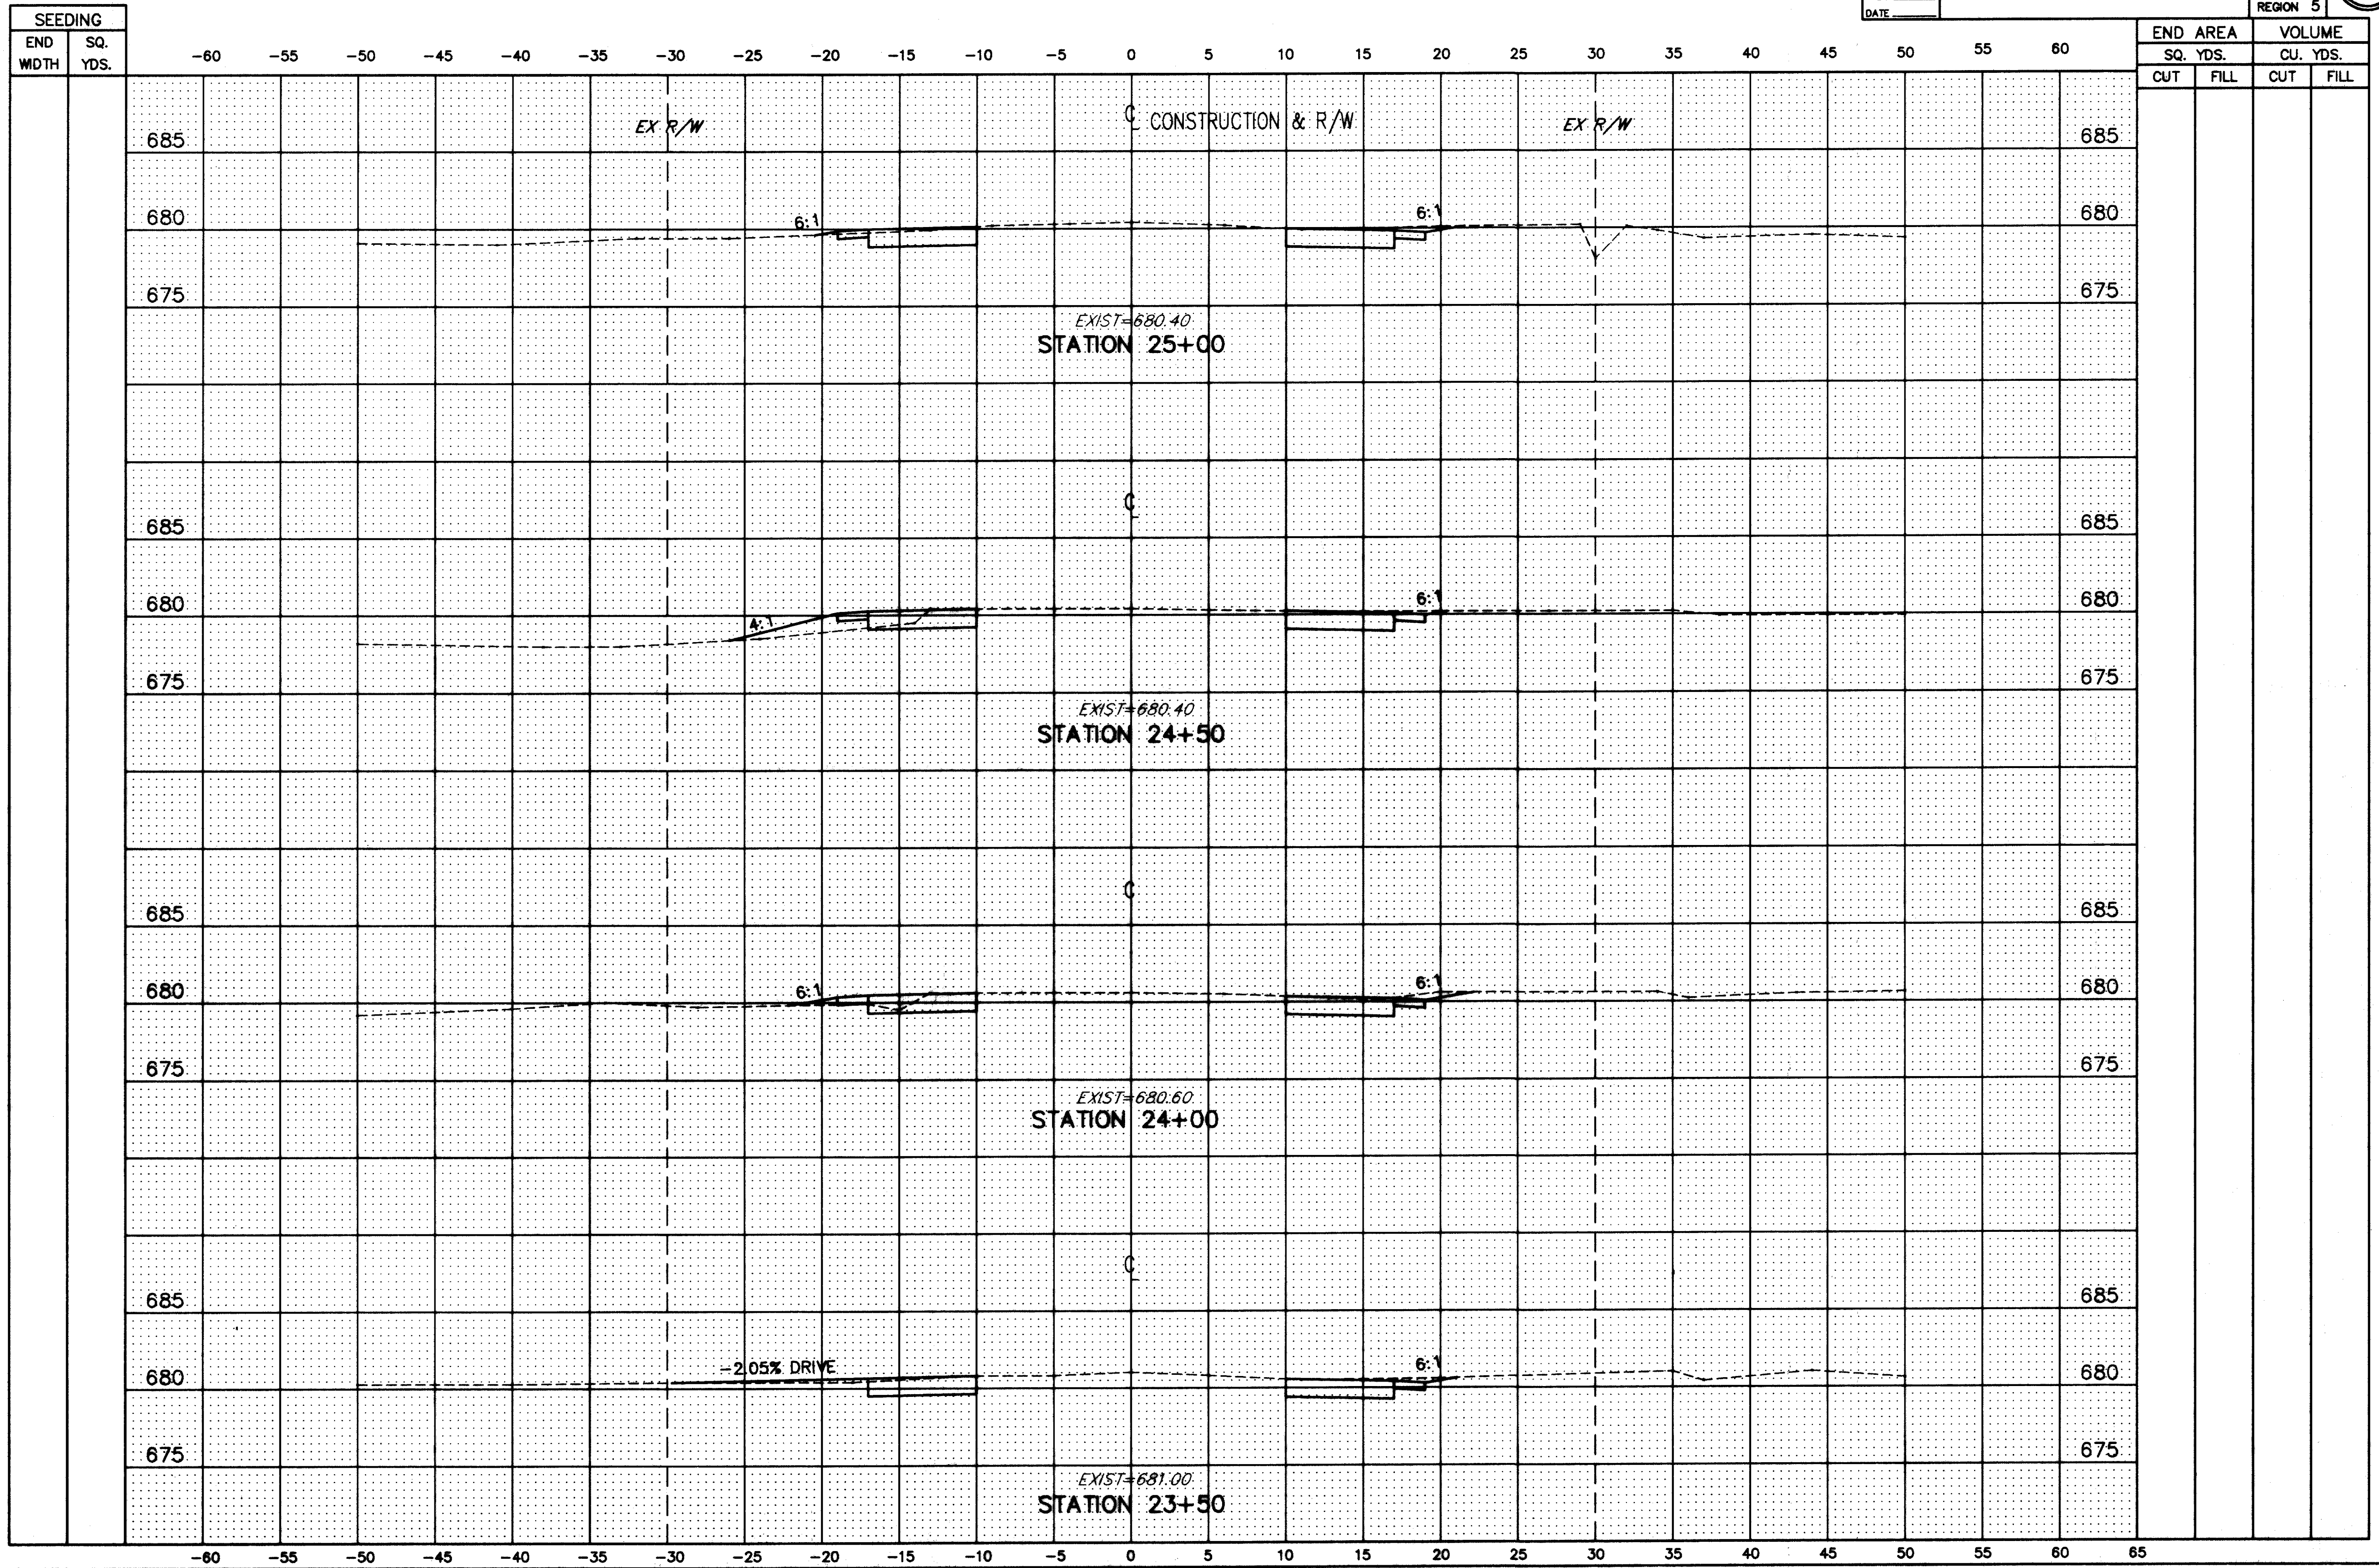 DATE
REGION 5
SEEDING
END WIDTH
SQ. YDS.
END AREA
VOLUME
SQ. YDS.
CU. YDS.
CUT FILL CUT FILL
-60 -55 -50 -45 -40 -35 -30 -25 -20 -15 -10 -5 0 5 10 15 20 25 30 35 40 45 50 55 60
EX R/W
℄ CONSTRUCTION & R/W
EX R/W
685 685
6:1 6:1
680 680
675 675
EXIST=680.40
STATION 25+00
℄
685 685
6:1
680 680
4:1
675 675
EXIST=680.40
STATION 24+50
℄
685 685
6:1 6:1
680 680
675 675
EXIST=680.60
STATION 24+00
℄
685 685
-2.05% DRIVE 6:1
680 680
675 675
EXIST=681.00
STATION 23+50
-60 -55 -50 -45 -40 -35 -30 -25 -20 -15 -10 -5 0 5 10 15 20 25 30 35 40 45 50 55 60 65